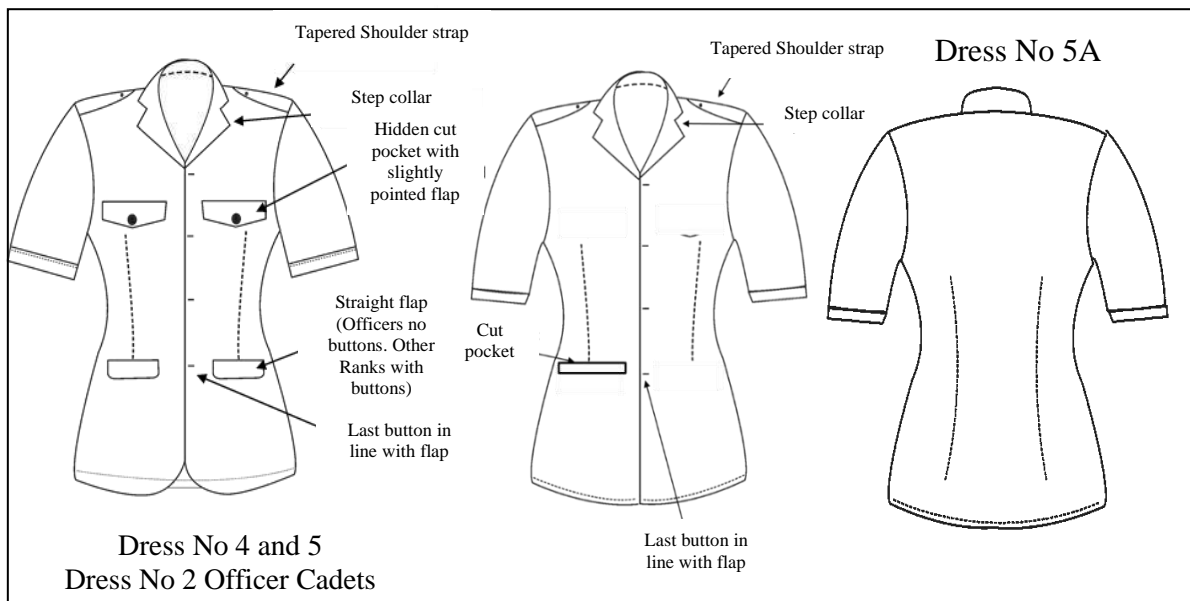 Tapered Shoulder strap
Step collar
Hidden cut
pocket with
slightly
pointed flap
Straight flap
(Officers no
buttons. Other
Ranks with
buttons)
Last button in
line with flap
Dress No 4 and 5
Dress No 2 Officer Cadets
Tapered Shoulder strap
Step collar
Cut
pocket
Last button in
line with flap
Dress No 5A